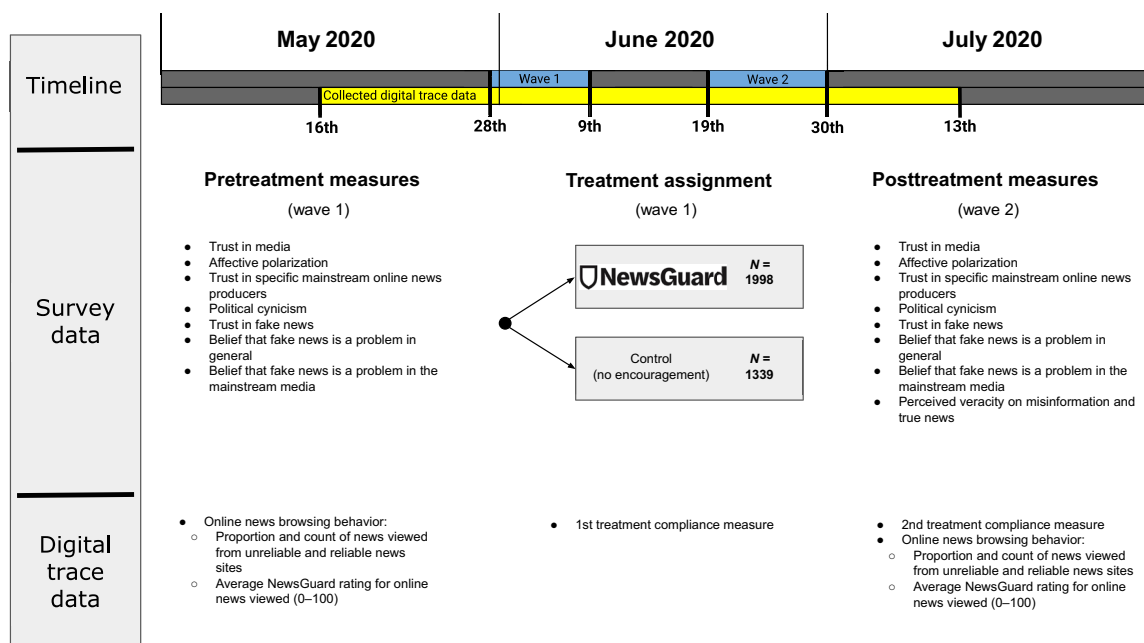 May 2020
June 2020
July 2020
Timeline
Wave 1
Wave 2
Collected digital trace data
16th
28th
9th
19th
30th
13th
Survey
data
Pretreatment measures
(wave 1)
● Trust in media
● Affective polarization
● Trust in specific mainstream online news
producers
● Political cynicism
● Trust in fake news
● Belief that fake news is a problem in
general
● Belief that fake news is a problem in the
mainstream media
Treatment assignment
(wave 1)
NewsGuard
N =
1998
Control
(no encouragement)
N =
1339
Posttreatment measures
(wave 2)
● Trust in media
● Affective polarization
● Trust in specific mainstream online news
producers
● Political cynicism
● Trust in fake news
● Belief that fake news is a problem in
general
● Belief that fake news is a problem in the
mainstream media
● Perceived veracity on misinformation and
true news
Digital
trace
data
● Online news browsing behavior:
○ Proportion and count of news viewed
from unreliable and reliable news
sites
○ Average NewsGuard rating for online
news viewed (0–100)
● 1st treatment compliance measure
● 2nd treatment compliance measure
● Online news browsing behavior:
○ Proportion and count of news viewed
from unreliable and reliable news sites
○ Average NewsGuard rating for online
news viewed (0–100)